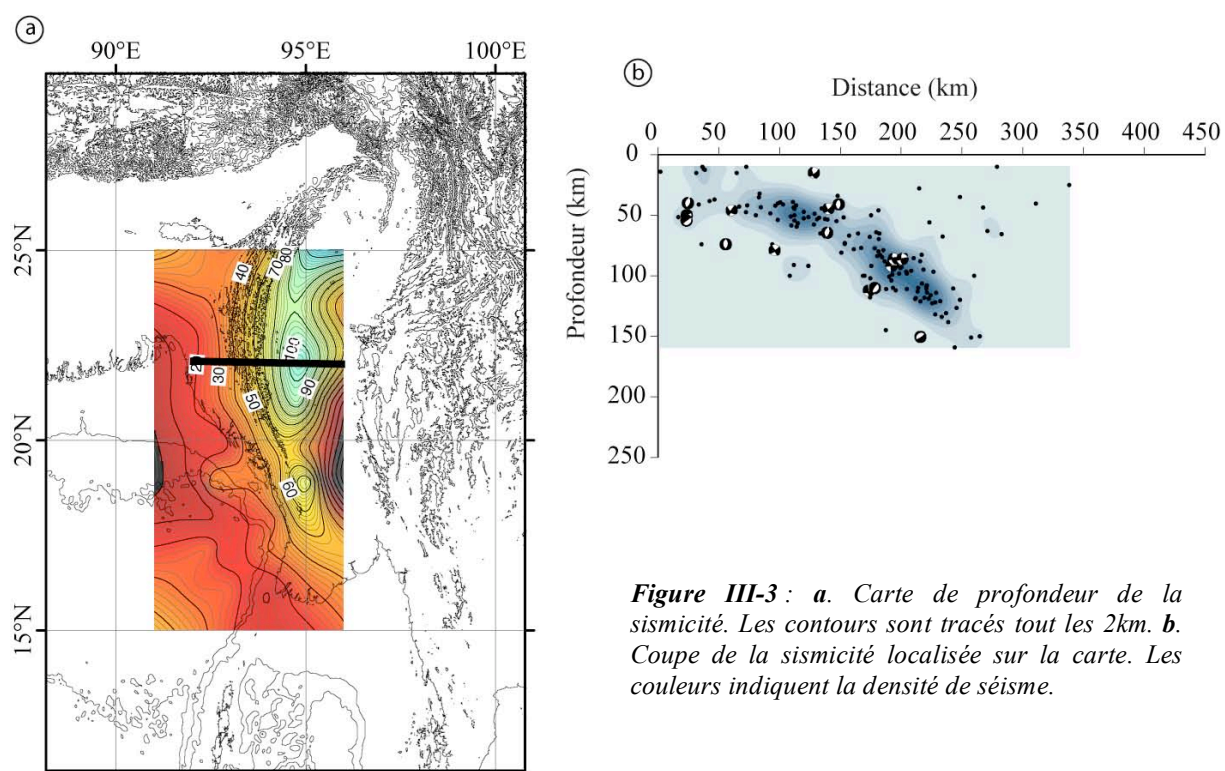 a
90°E 95°E 100°E
25°N
20°N
15°N
40
70
80
100
2
30
90
50
60
b
Distance (km)
0 50 100 150 200 250 300 350 400 450
Profondeur (km)
0
50
100
150
200
250
Figure III-3 : a. Carte de profondeur de la
sismicité. Les contours sont tracés tout les 2km. b.
Coupe de la sismicité localisée sur la carte. Les
couleurs indiquent la densité de séisme.